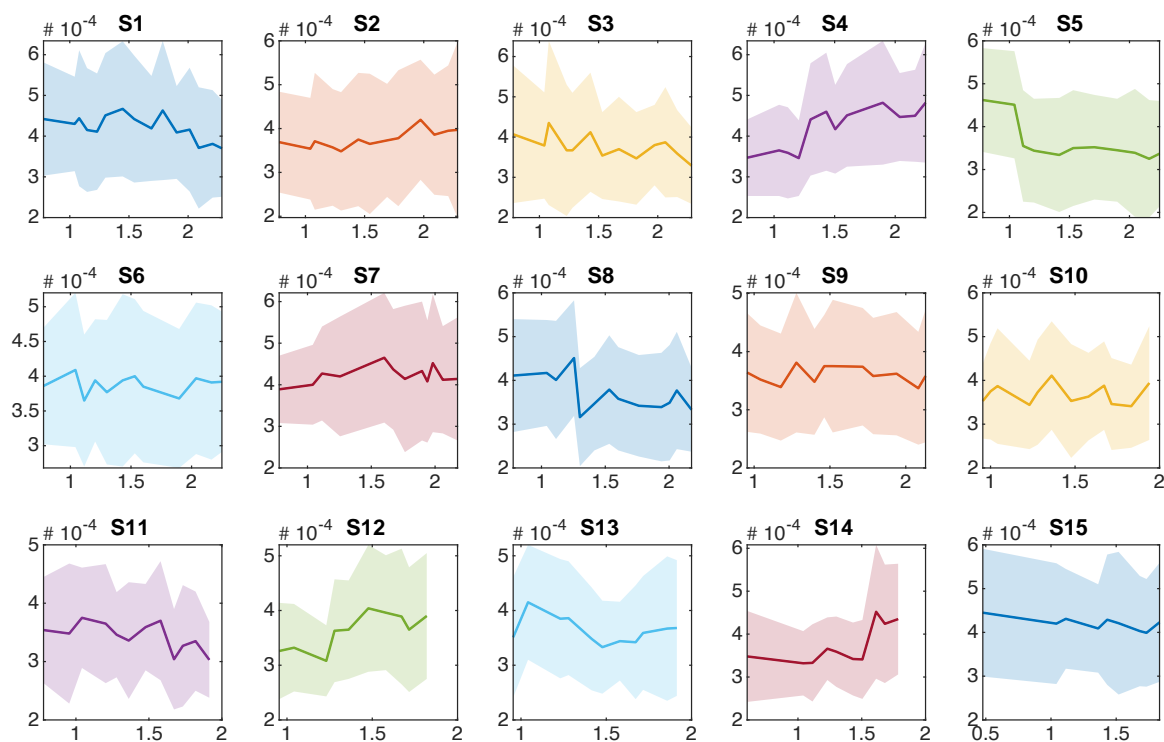 # 10-4 S1 # 10-4 S2 # 10-4 S3 # 10-4 S4 # 10-4 S5
6 6 6 6 6
5 5 5 5 5
4 4 4 4 4
3 3 3 3 3
2 2 2 2 2
1 1.5 2 1 1.5 2 1 1.5 2 1 1.5 2 1 1.5 2
# 10-4 S6 # 10-4 S7 # 10-4 S8 # 10-4 S9 # 10-4 S10
5 6 6 5 6
4.5 5 5 4 5
4 4 4 3 4
3.5 3 3 2 3
3 2 2 2
1 1.5 2 1 1.5 2 1 1.5 2 1 1.5 2 1 1.5 2
# 10-4 S11 # 10-4 S12 # 10-4 S13 # 10-4 S14 # 10-4 S15
5 5 5 6 6
4 4 4 5 5
3 3 3 4 4
2 2 2 3 3
2 2
1 1.5 2 1 1.5 2 1 1.5 2 1 1.5 2 0.5 1 1.5